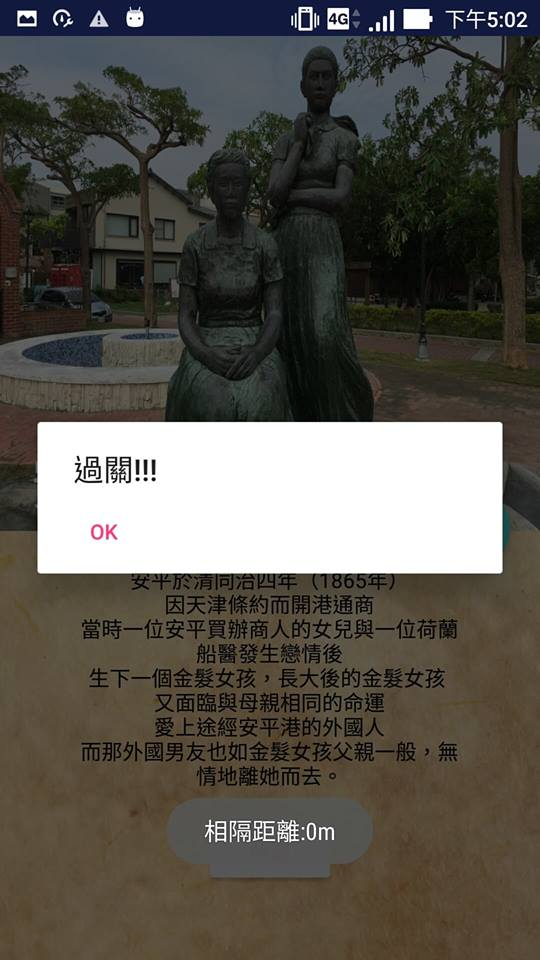 4G
下午5:02
過關!!!
OK
安平於清同治四年（1865年）
因天津條約而開港通商
當時一位安平買辦商人的女兒與一位荷蘭
船醫發生戀情後
生下一個金髮女孩，長大後的金髮女孩
又面臨與母親相同的命運
愛上途經安平港的外國人
而那外國男友也如金髮女孩父親一般，無
情地離她而去。
相隔距離:0m